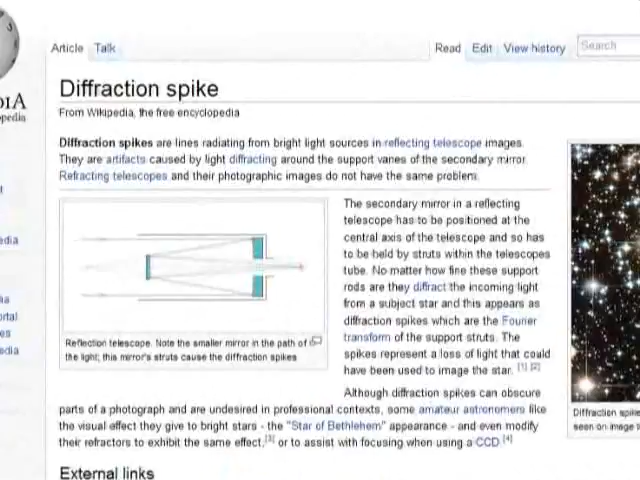 Article Talk Read Edit View history Search
Diffraction spike
From Wikipedia, the free encyclopedia
Diffraction spikes are lines radiating from bright light sources in reflecting telescope images.
They are artifacts caused by light diffracting around the support vanes of the secondary mirror.
Refracting telescopes and their photographic images do not have the same problem.
The secondary mirror in a reflecting
telescope has to be positioned at the
central axis of the telescope and so has
to be held by struts within the telescopes
tube. No matter how fine these support
rods are they diffract the incoming light
from a subject star and this appears as
diffraction spikes which are the Fourier
transform of the support struts. The
spikes represent a loss of light that could
have been used to image the star. [1] [2]
Reflection telescope. Note the smaller mirror in the path of
the light; this mirror's struts cause the diffraction spikes
Although diffraction spikes can obscure
parts of a photograph and are undesired in professional contexts, some amateur astronomers like
the visual effect they give to bright stars - the "Star of Bethlehem" appearance - and even modify
their refractors to exhibit the same effect,[3] or to assist with focusing when using a CCD.[4]
External links
Diffraction spike
seen on image